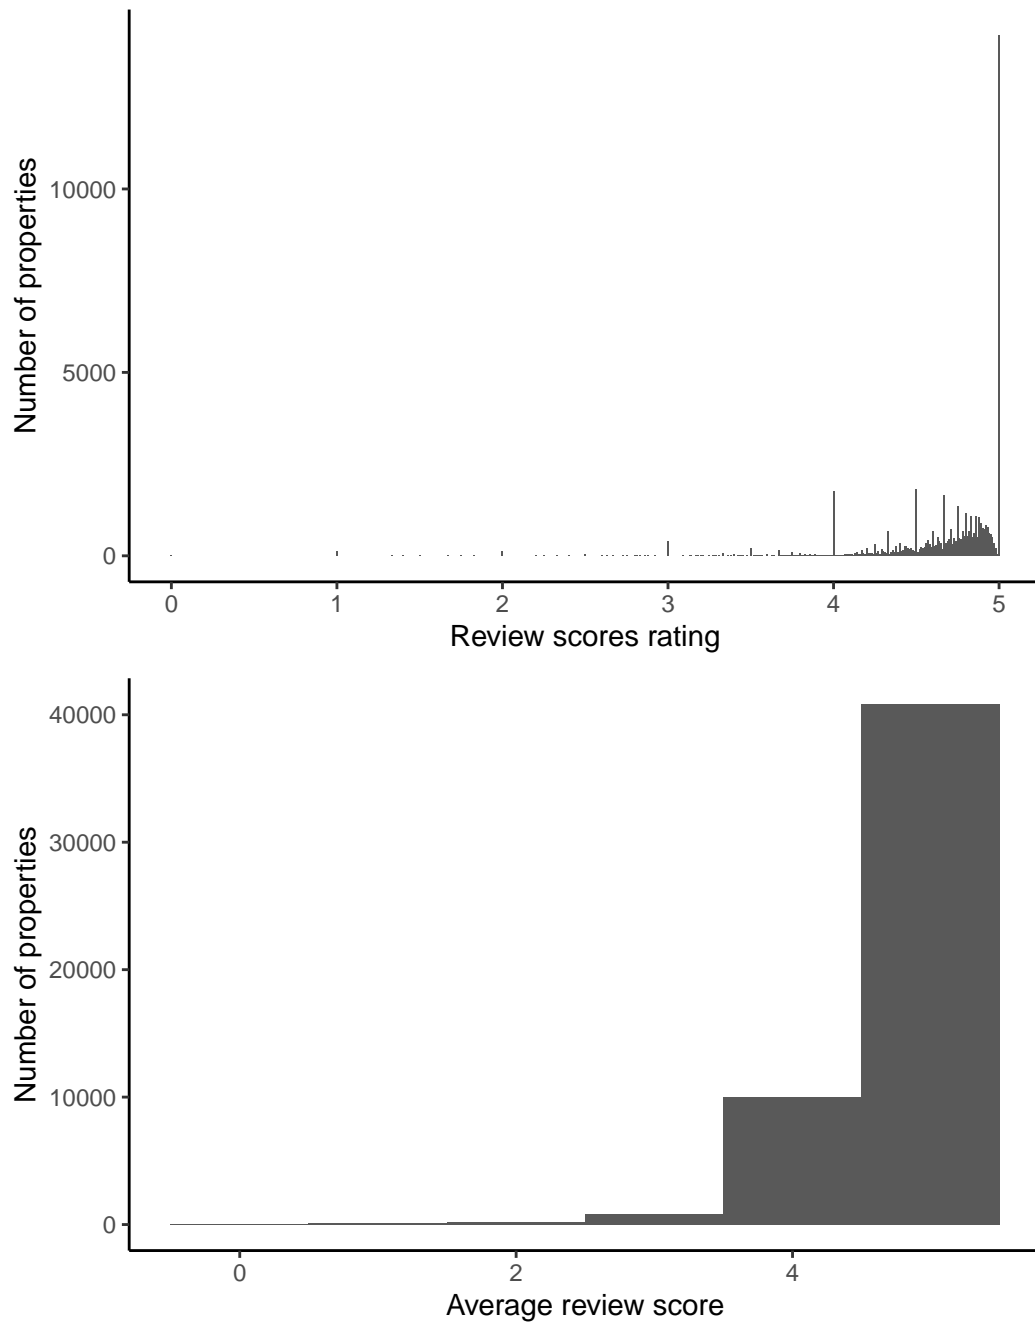 Number of properties
10000
5000
0
0 1 2 3 4 5
Review scores rating
Number of properties
40000
30000
20000
10000
0
0 2 4
Average review score